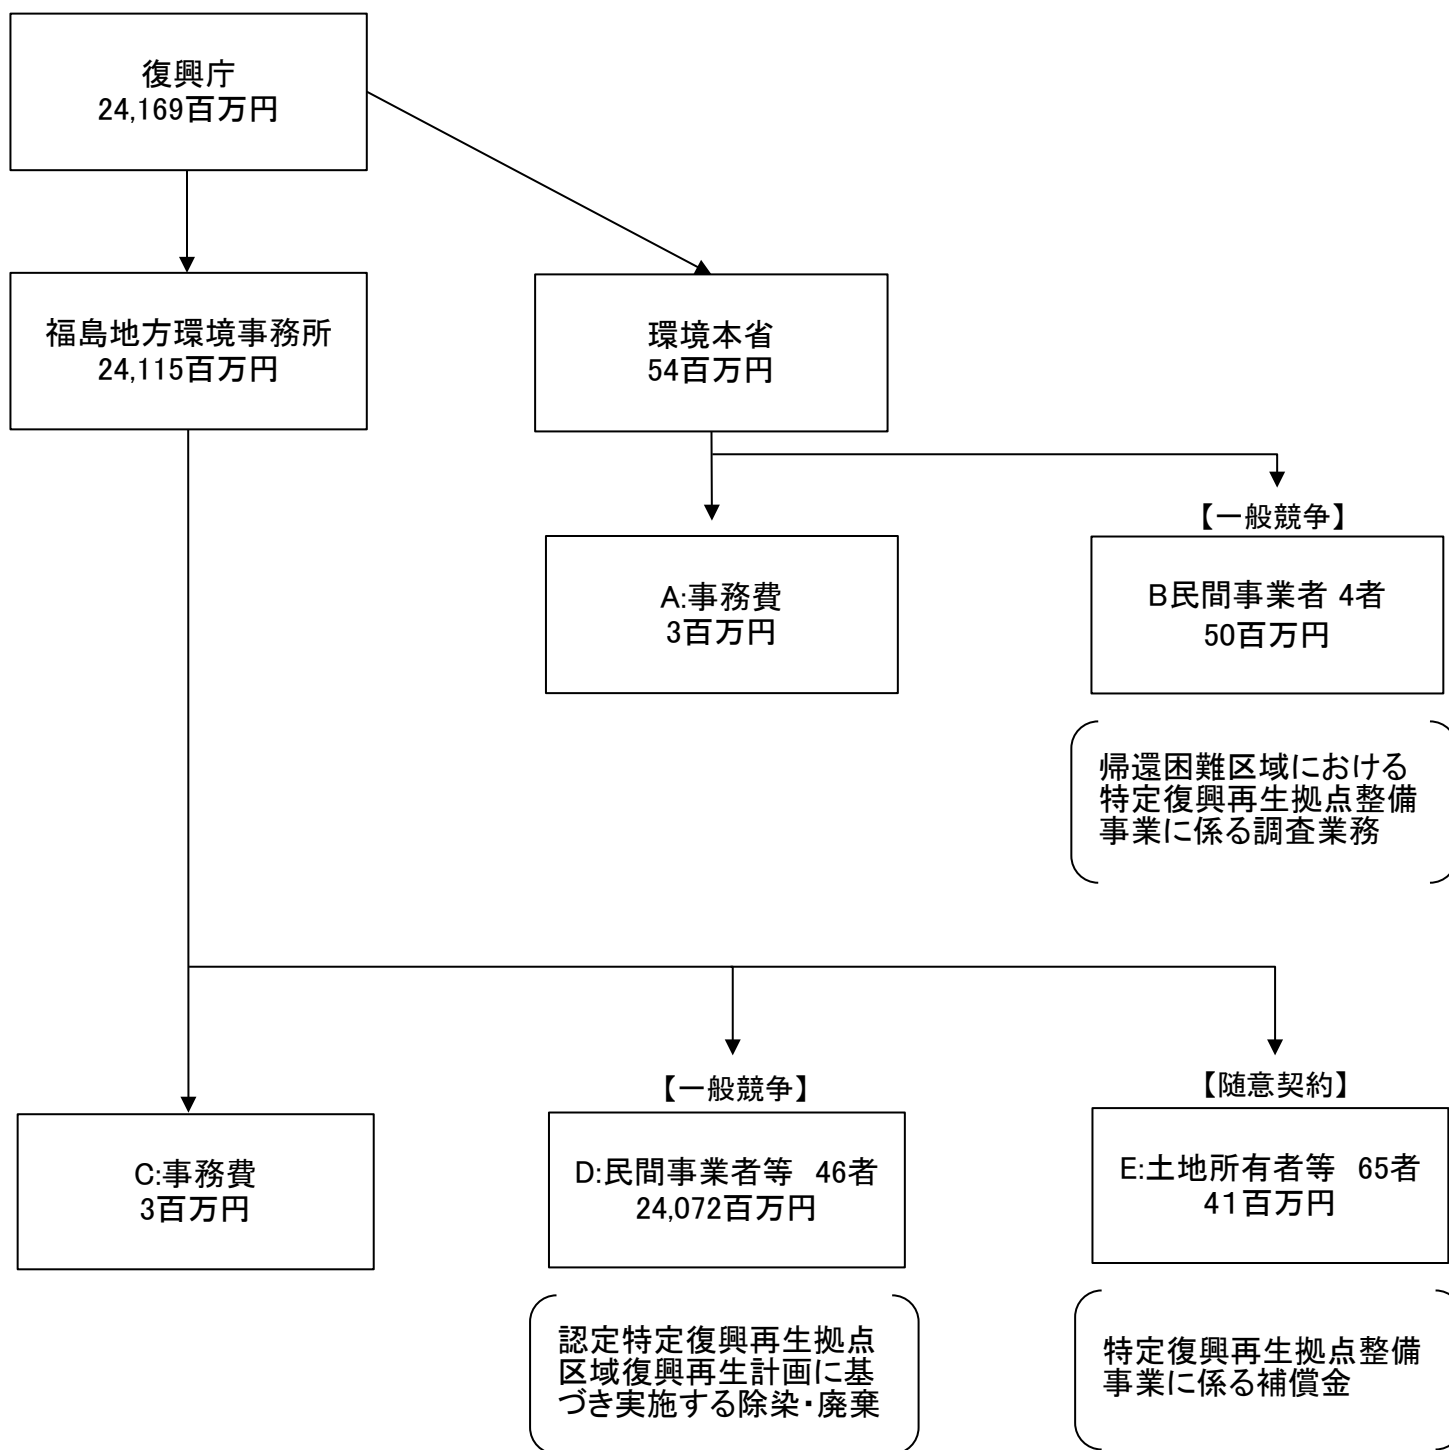 復興庁
24,169百万円
福島地方環境事務所
24,115百万円
環境本省
54百万円
【一般競争】
A:事務費
3百万円
B民間事業者 4者
50百万円
帰還困難区域における
特定復興再生拠点整備
事業に係る調査業務
【一般競争】
【随意契約】
C:事務費
3百万円
D:民間事業者等 46者
24,072百万円
E:土地所有者等 65者
41百万円
認定特定復興再生拠点
区域復興再生計画に基
づき実施する除染・廃棄
特定復興再生拠点整備
事業に係る補償金